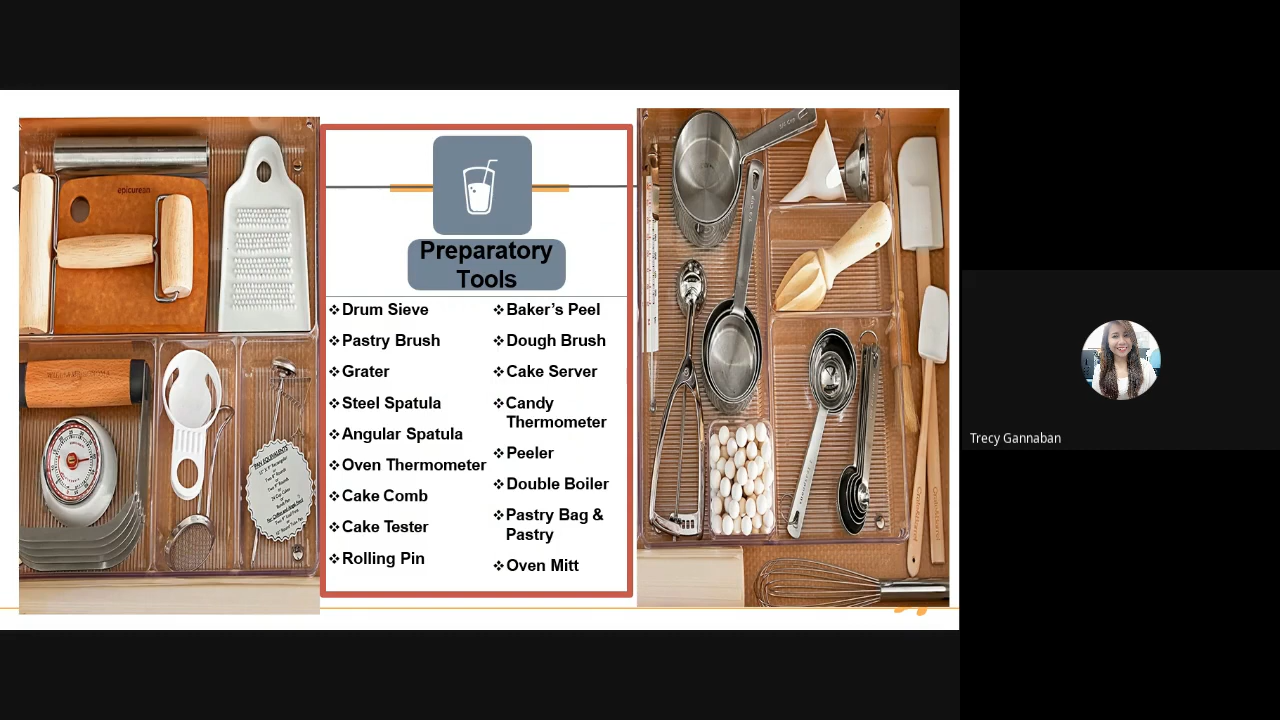 Preparatory
Tools
❖Drum Sieve
❖Pastry Brush
❖Grater
❖Steel Spatula
❖Angular Spatula
❖Oven Thermometer
❖Cake Comb
❖Cake Tester
❖Rolling Pin
❖Baker’s Peel
❖Dough Brush
❖Cake Server
❖Candy
Thermometer
❖Peeler
❖Double Boiler
❖Pastry Bag &
Pastry
❖Oven Mitt
epicurean
PAN EQUIVALENTS
Trecy Gannaban